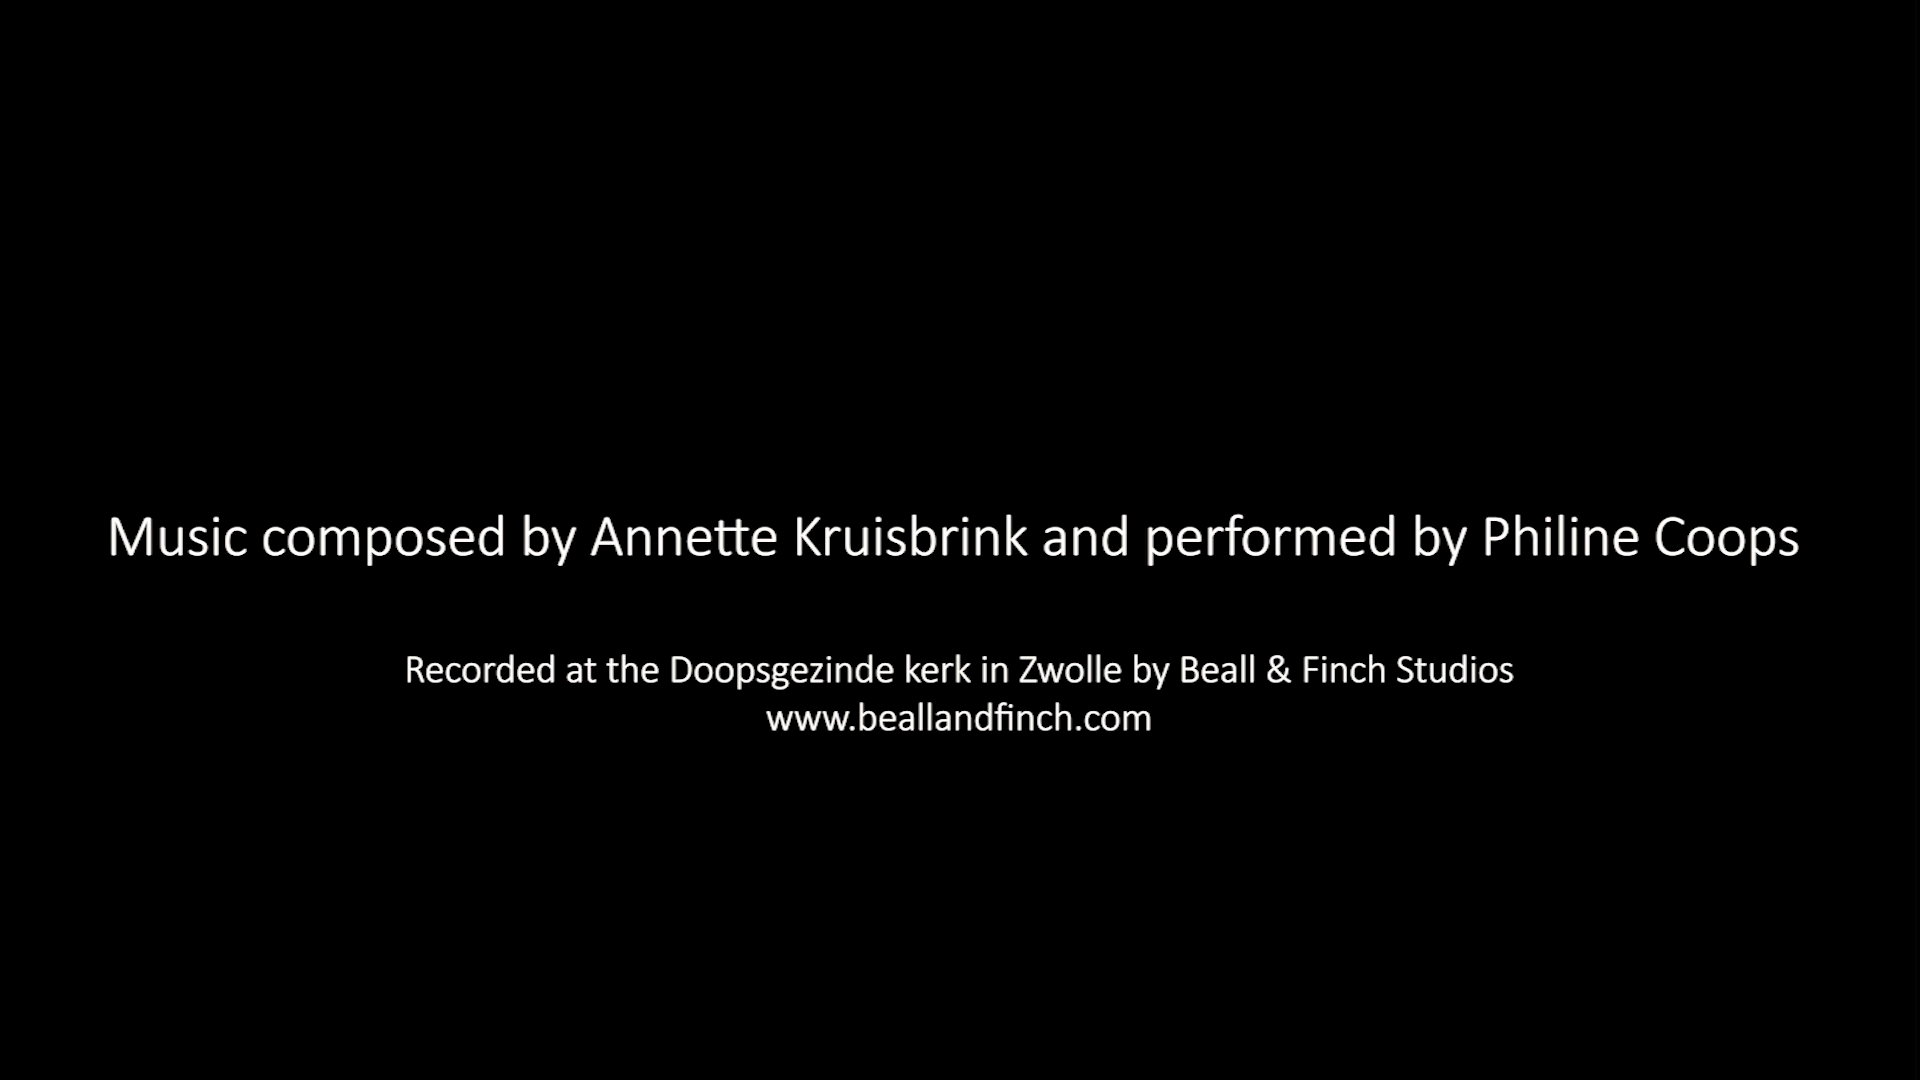 Music composed by Annette Kruisbrink and performed by Philine Coops
Recorded at the Doopsgezinde kerk in Zwolle by Beall & Finch Studios
www.beallandfinch.com